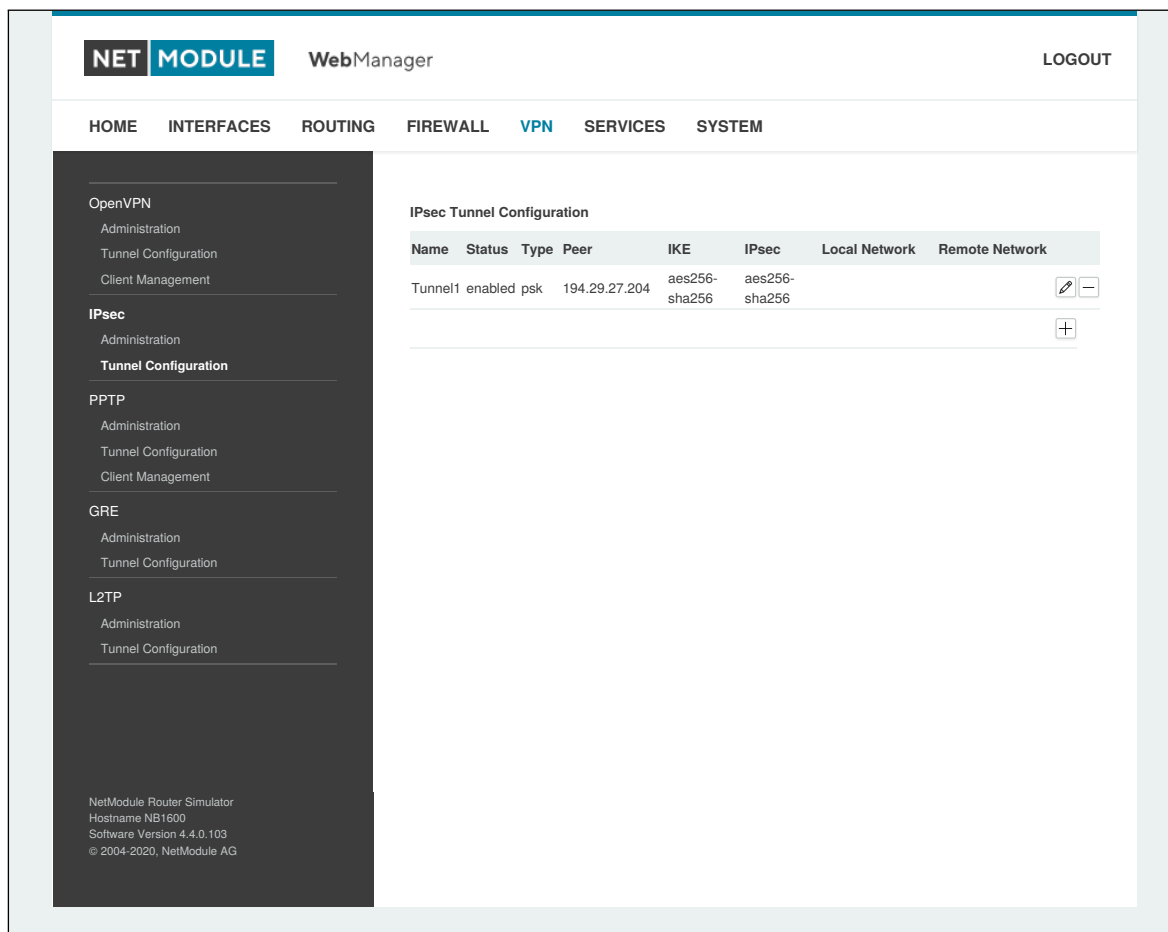 NET MODULE WebManager LOGOUT
HOME INTERFACES ROUTING FIREWALL VPN SERVICES SYSTEM
OpenVPN
Administration
Tunnel Configuration
Client Management
IPsec
Administration
Tunnel Configuration
PPTP
Administration
Tunnel Configuration
Client Management
GRE
Administration
Tunnel Configuration
L2TP
Administration
Tunnel Configuration
NetModule Router Simulator
Hostname NB1600
Software Version 4.4.0.103
© 2004-2020, NetModule AG
IPsec Tunnel Configuration
Name Status Type Peer IKE IPsec Local Network Remote Network
Tunnel1 enabled psk 194.29.27.204 aes256- aes256-
sha256 sha256